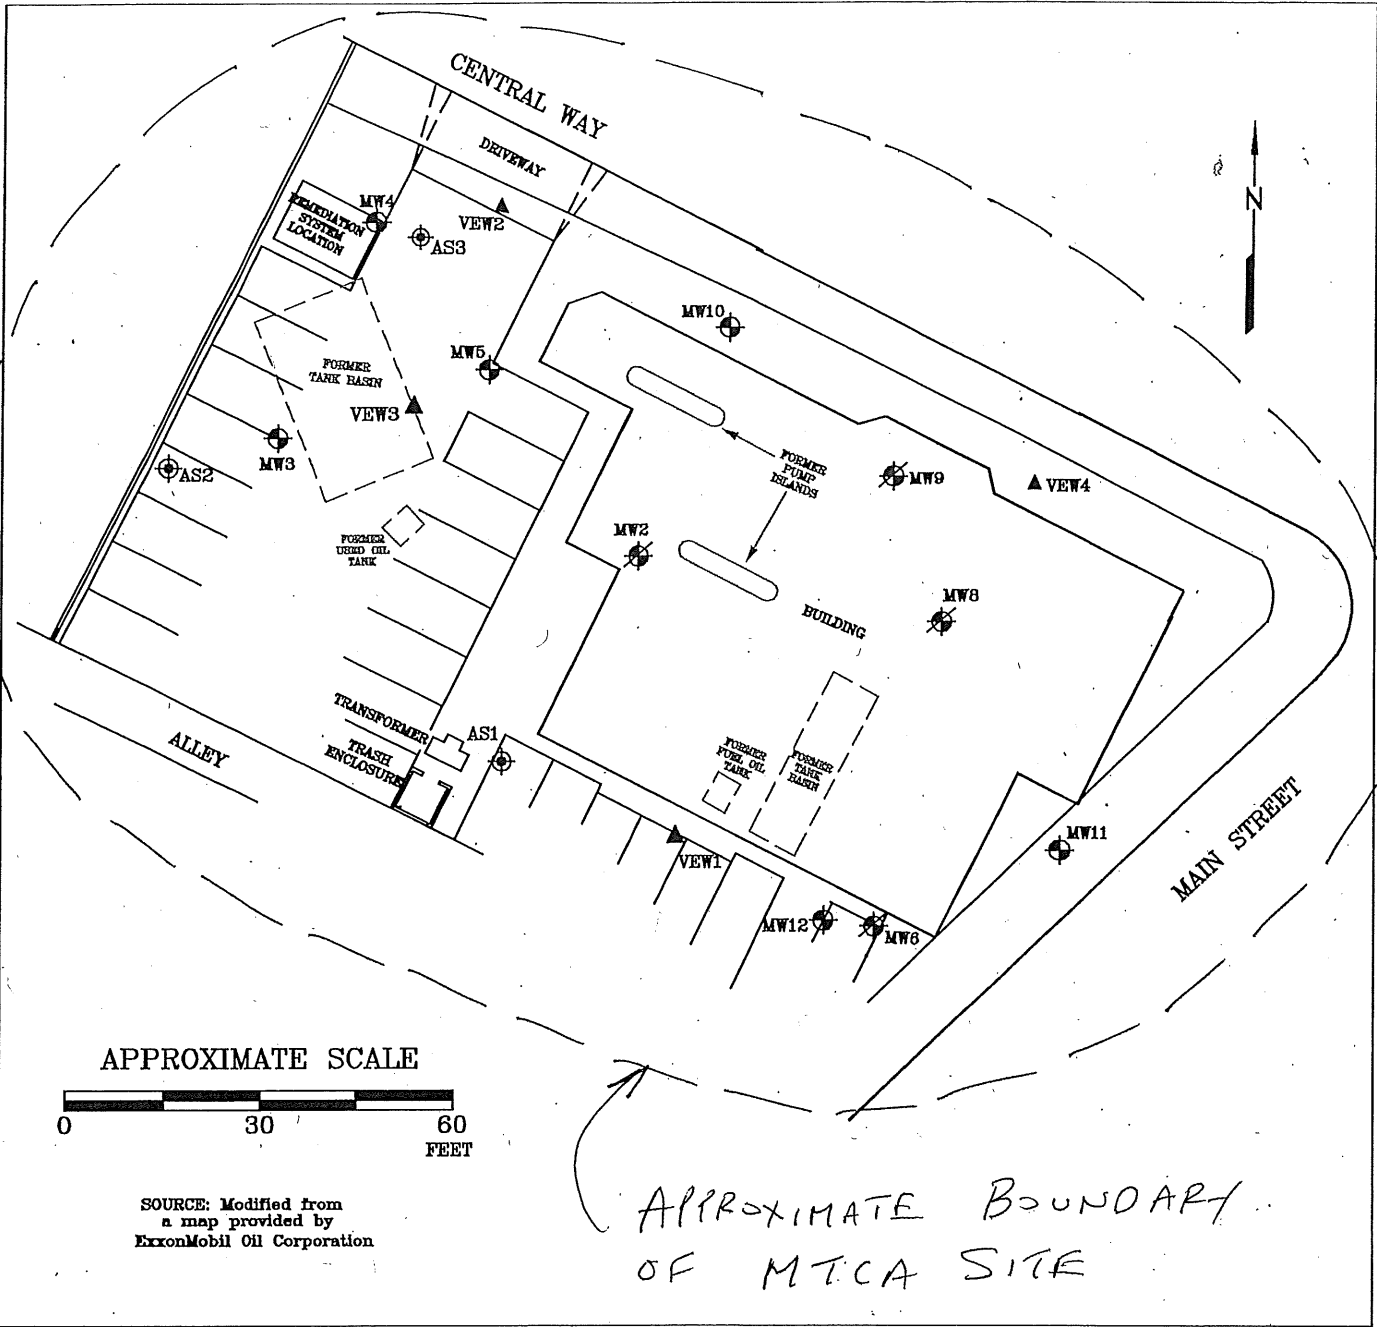 CENTRAL WAY
DRIVEWAY
N
MW4
REMEDIATION
SYSTEM
LOCATION
VEW2
AS3
MW10
MW5
FORMER
TANK BASIN
VEW3
MW3
AS2
FORMER
PUMP
ISLANDS
MW9
VEW4
FORMER
USED OIL
TANK
MW2
MW8
BUILDING
TRANSFORMER
AS1
TRASH
ENCLOSURE
ALLEY
FORMER
FUEL OIL
TANK
FORMER
TANK
BASIN
MAIN STREET
MW11
VEW1
MW12
MW6
APPROXIMATE SCALE
0 30 60
FEET
SOURCE: Modified from
a map provided by
ExxonMobil Oil Corporation
APPROXIMATE BOUNDARY
OF MTCA SITE